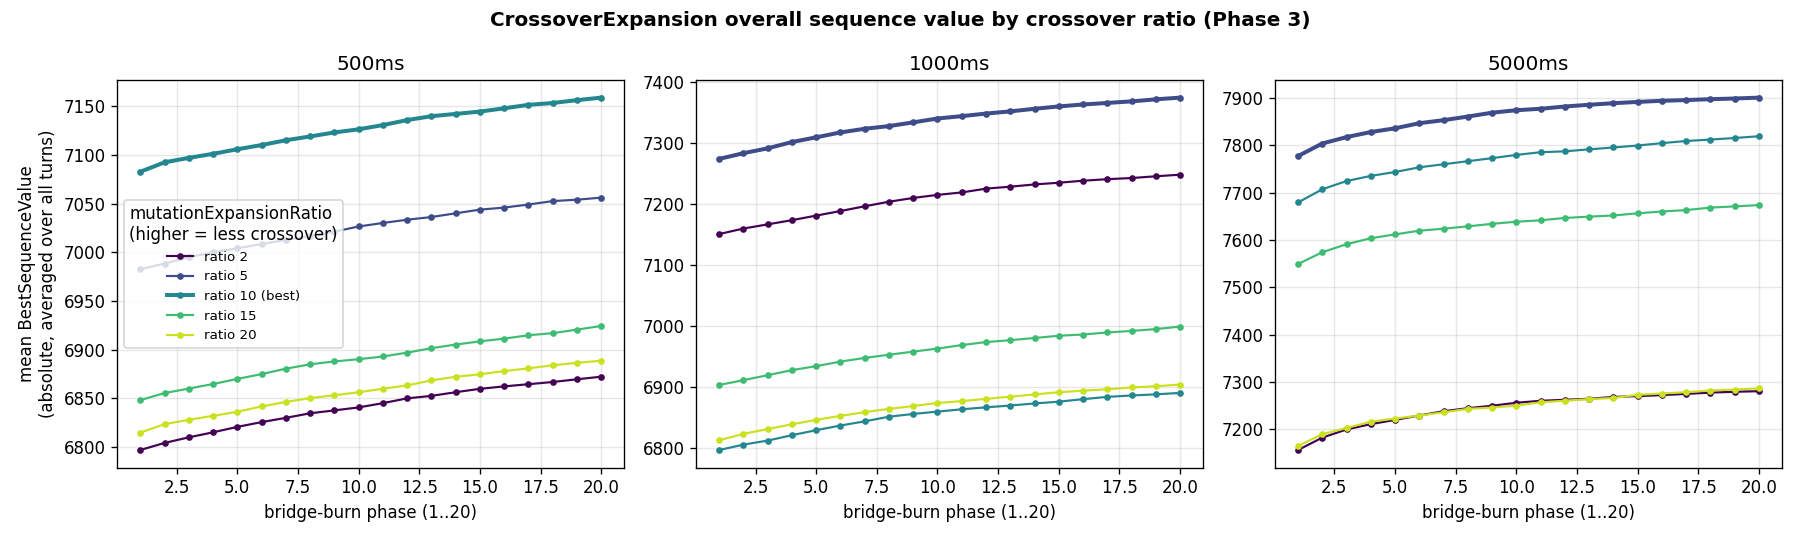 CrossoverExpansion overall sequence value by crossover ratio (Phase 3)
500ms
mean BestSequenceValue
(absolute, averaged over all turns)
7150
7100
7050
7000
6950
6900
6850
6800
mutationExpansionRatio
(higher = less crossover)
ratio 2
ratio 5
ratio 10 (best)
ratio 15
ratio 20
2.5 5.0 7.5 10.0 12.5 15.0 17.5 20.0
bridge-burn phase (1..20)
1000ms
7400
7300
7200
7100
7000
6900
6800
2.5 5.0 7.5 10.0 12.5 15.0 17.5 20.0
bridge-burn phase (1..20)
5000ms
7900
7800
7700
7600
7500
7400
7300
7200
2.5 5.0 7.5 10.0 12.5 15.0 17.5 20.0
bridge-burn phase (1..20)